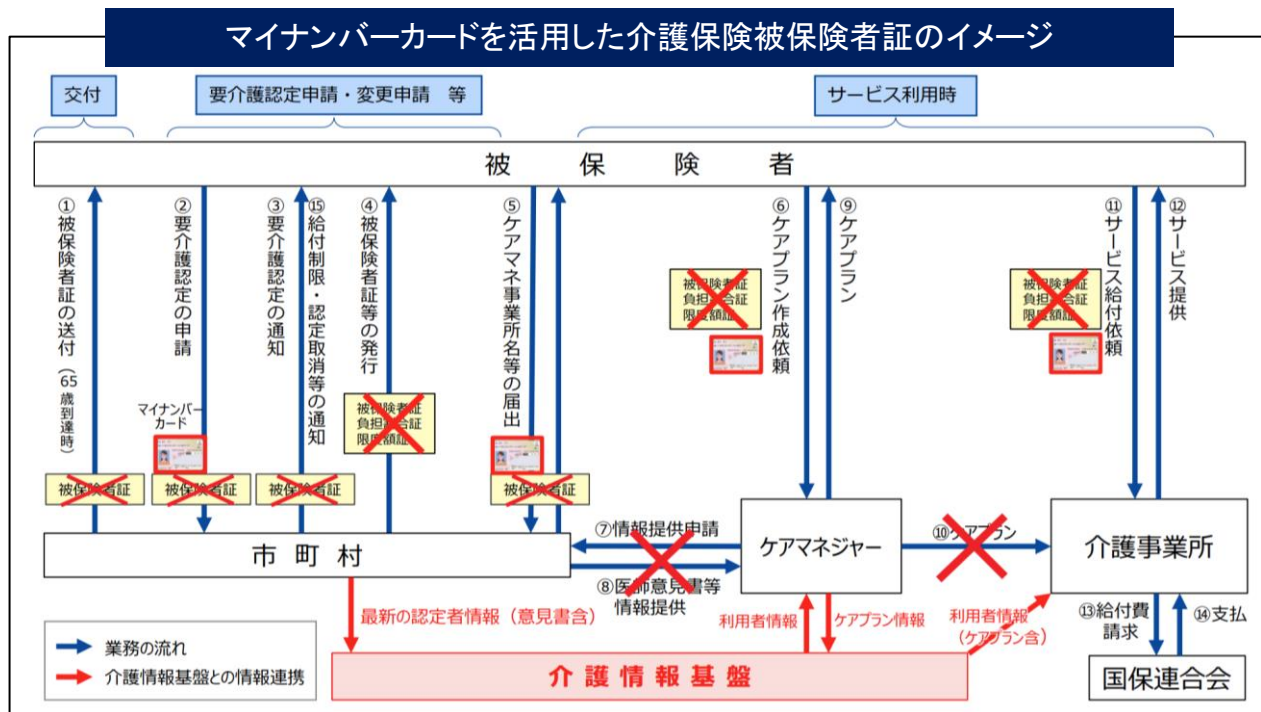 マイナンバーカードを活用した介護保険被保険者証のイメージ
交付
要介護認定申請・変更申請　等
サービス利用時
被保険者
①被保険者証の送付（65歳到達時）
②要介護認定の申請
③要介護認定の通知
⑮給付制限・認定取消等の通知
④被保険者証等の発行
⑤ケアマネ事業所名等の届出
⑥ケアプラン作成依頼
⑨ケアプラン
⑪サービス給付依頼
⑫サービス提供
被保険者証
負担割合証
限度額証
被保険者証
負担割合証
限度額証
マイナンバー
カード
被保険者証
負担割合証
限度額証
被保険者証
被保険者証
被保険者証
被保険者証
市町村
⑦情報提供申請
⑧医師意見書等
情報提供
ケアマネジャー
⑩ケアプラン
介護事業所
最新の認定者情報（意見書含）
利用者情報
ケアプラン情報
利用者情報
（ケアプラン含）
⑬給付費
請求
⑭支払
業務の流れ
介護情報基盤との情報連携
介護情報基盤
国保連合会